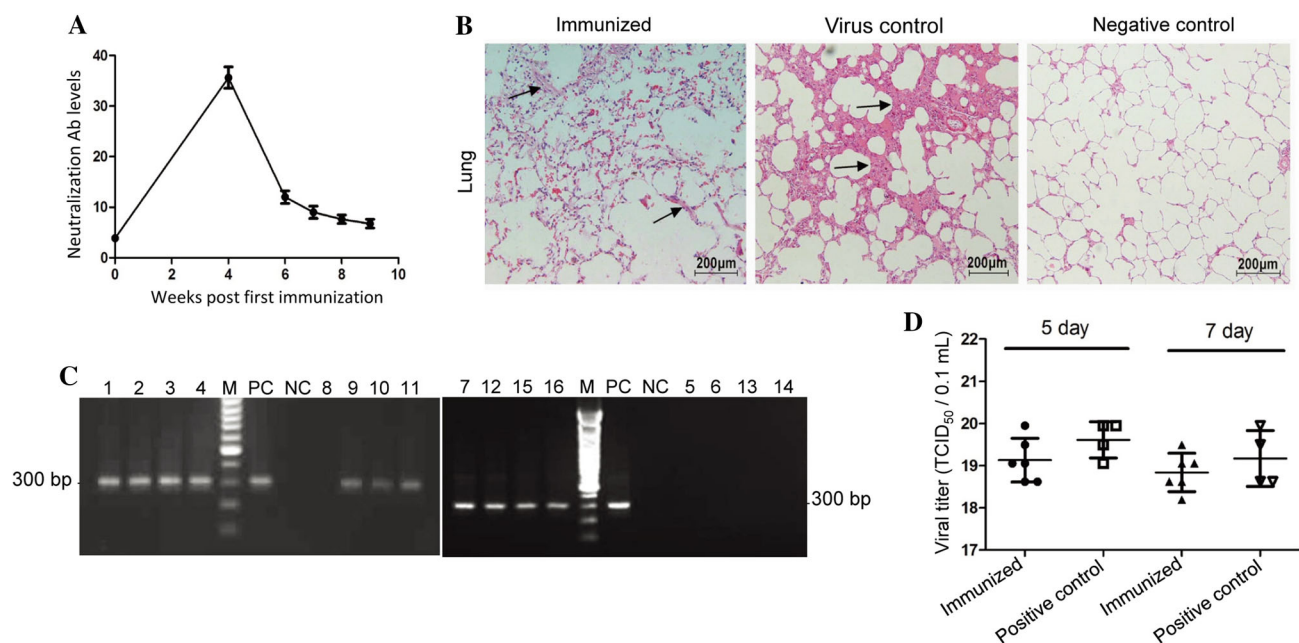 A
40
30
20
10
0
0 2 4 6 8 10
Neutralization Ab levels
Weeks post first immunization
B
Immunized Virus control Negative control
Lung
200μm 200μm 200μm
C
1 2 3 4 M PC NC 8 9 10 11
7 12 15 16 M PC NC 5 6 13 14
300 bp
300 bp
D
5 day 7 day
22
21
20
19
18
17
Viral titer (TCID50 / 0.1 mL)
Immunized
Positive control
Immunized
Positive control